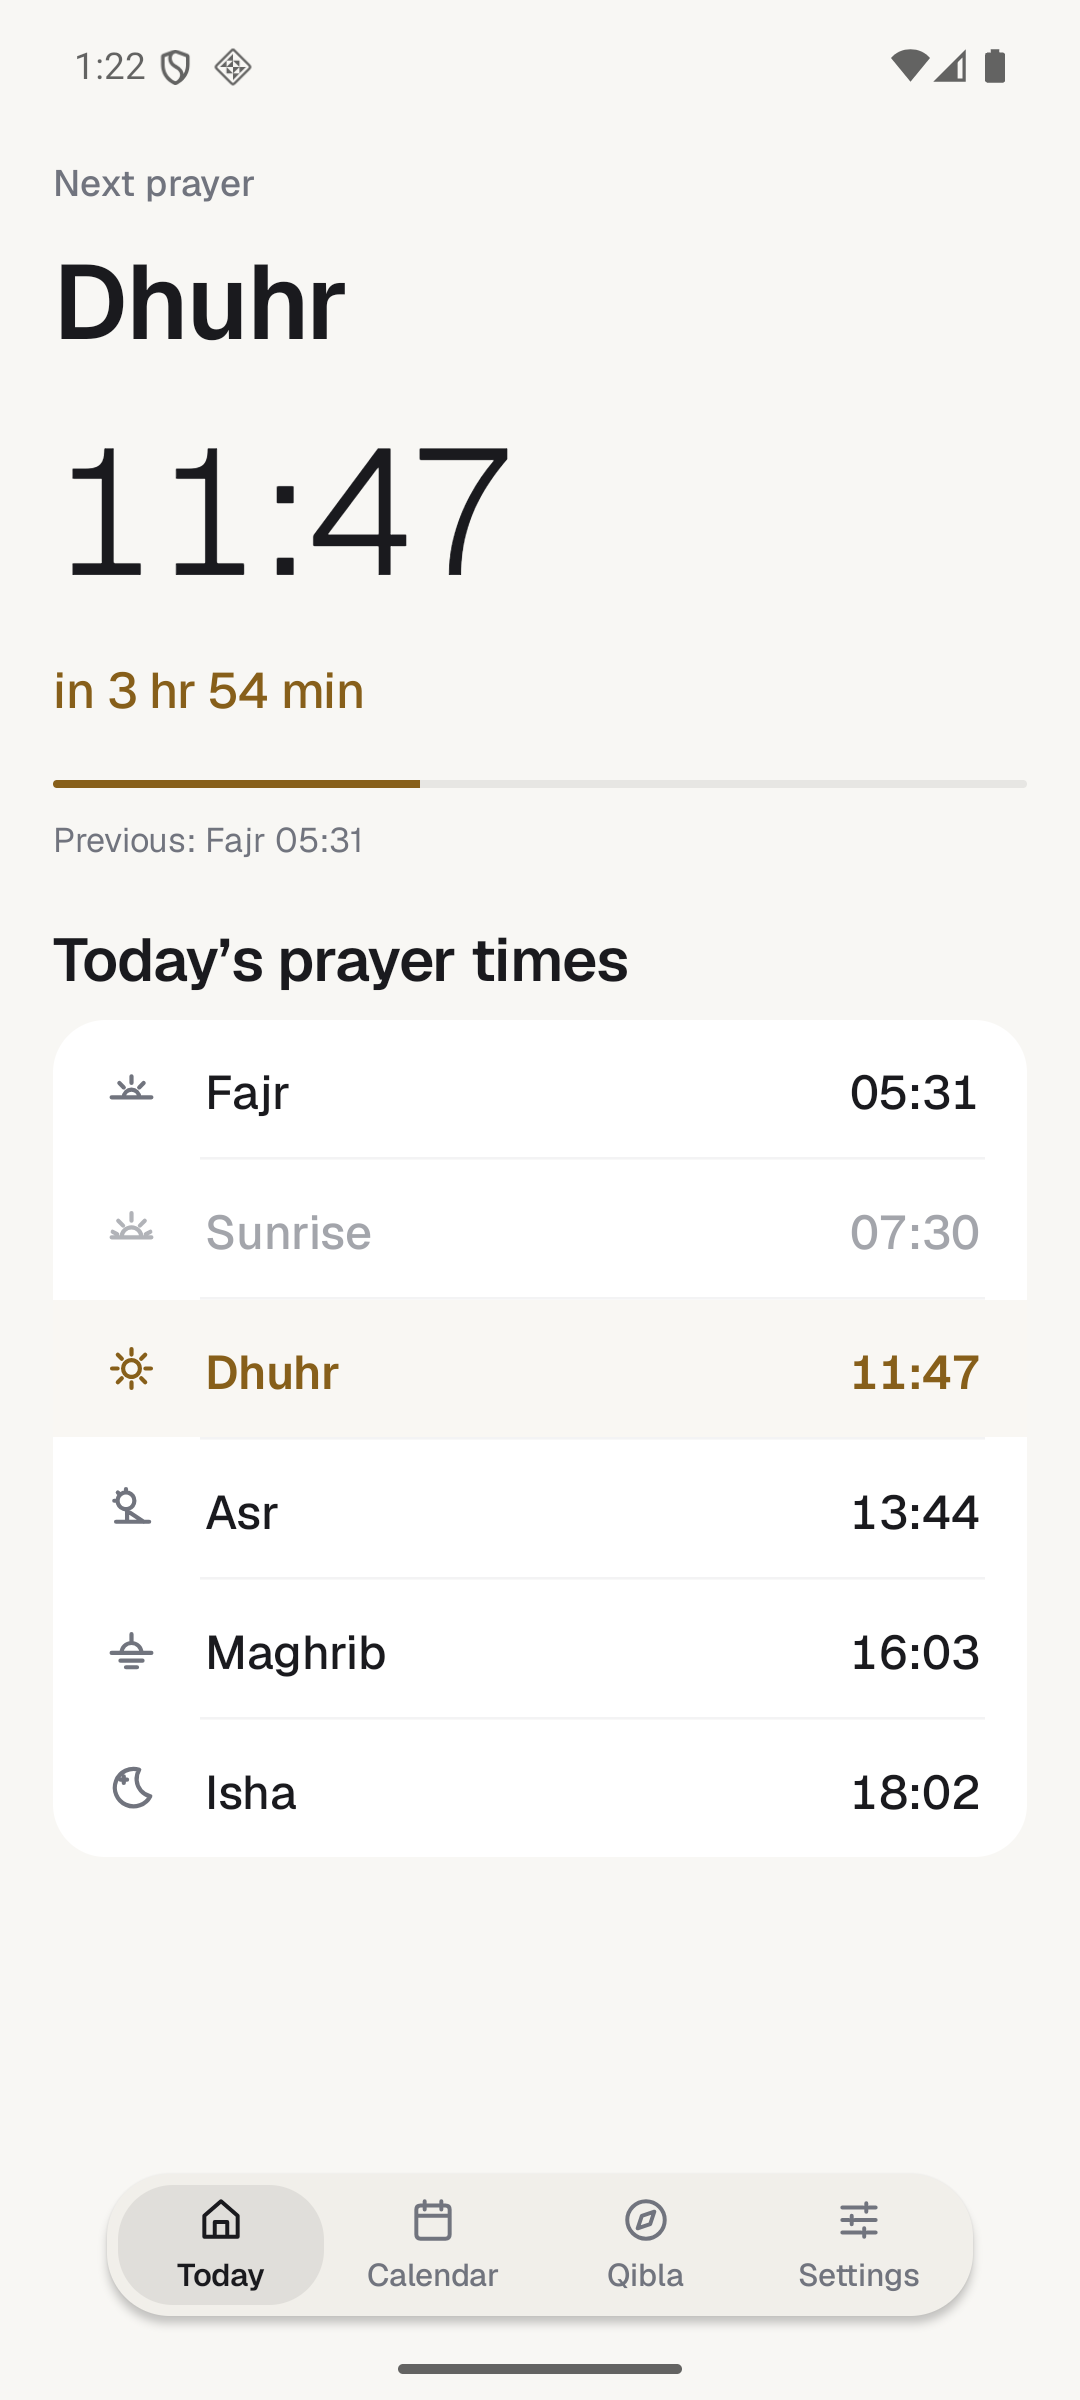 1:22
Next prayer
Dhuhr
11:47
in 3 hr 54 min
Previous: Fajr 05:31
Today’s prayer times
Fajr 05:31
Sunrise 07:30
Dhuhr 11:47
Asr 13:44
Maghrib 16:03
Isha 18:02
Today Calendar Qibla Settings